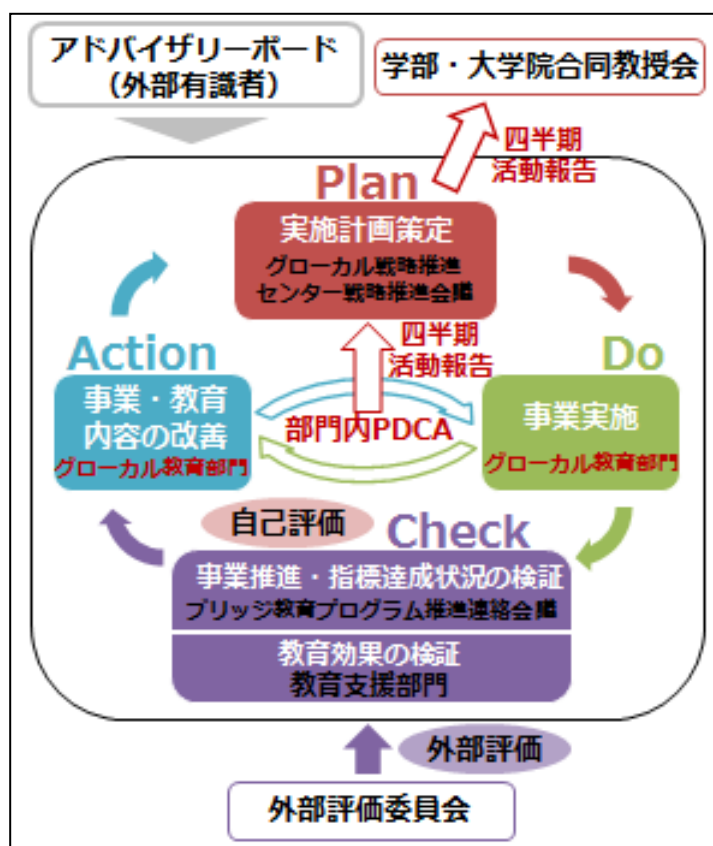 アドバイザリーボード
（外部有識者）
学部・大学院合同教授会
四半期
活動報告
Plan
実施計画策定
グローカル戦略推進
センター戦略推進会議
Action
四半期
活動報告
Do
事業・教育
内容の改善
グローカル教育部門
部門内PDCA
事業実施
グローカル教育部門
自己評価
Check
事業推進・指標達成状況の検証
ブリッジ教育プログラム推進連絡会議
教育効果の検証
教育支援部門
外部評価
外部評価委員会